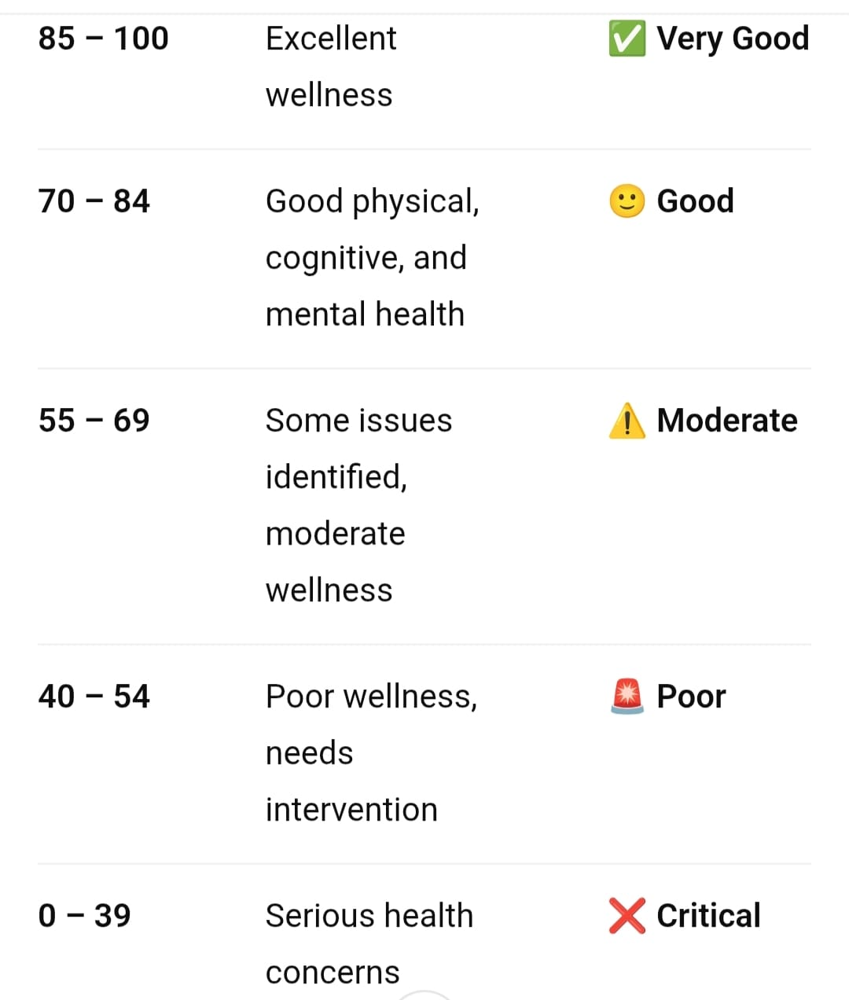 85 – 100 Excellent ✅ Very Good
wellness
70 – 84 Good physical, 🙂 Good
cognitive, and
mental health
55 – 69 Some issues ⚠️ Moderate
identified,
moderate
wellness
40 – 54 Poor wellness, 🚨 Poor
needs
intervention
0 – 39 Serious health ❌ Critical
concerns